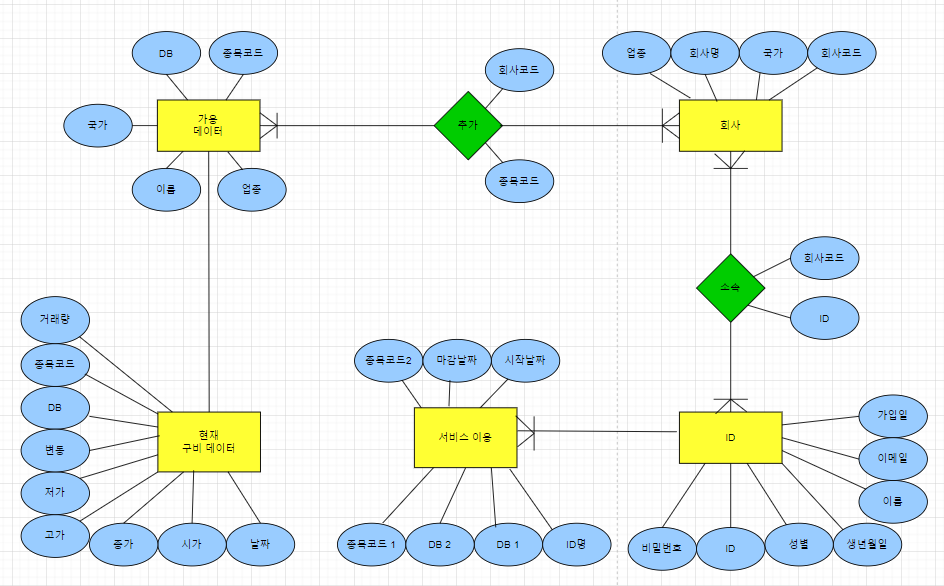 DB
종목코드
국가
가용
데이터
이름
업종
회사코드
추가
종목코드
업종
회사명
국가
회사코드
회사
회사코드
소속
ID
거래량
종목코드
DB
변동
저가
고가
현재
구비 데이터
종가
시가
날짜
종목코드2
마감날짜
시작날짜
서비스 이용
종목코드 1
DB 2
DB 1
ID명
ID
가입일
이메일
이름
비밀번호
ID
성별
생년월일